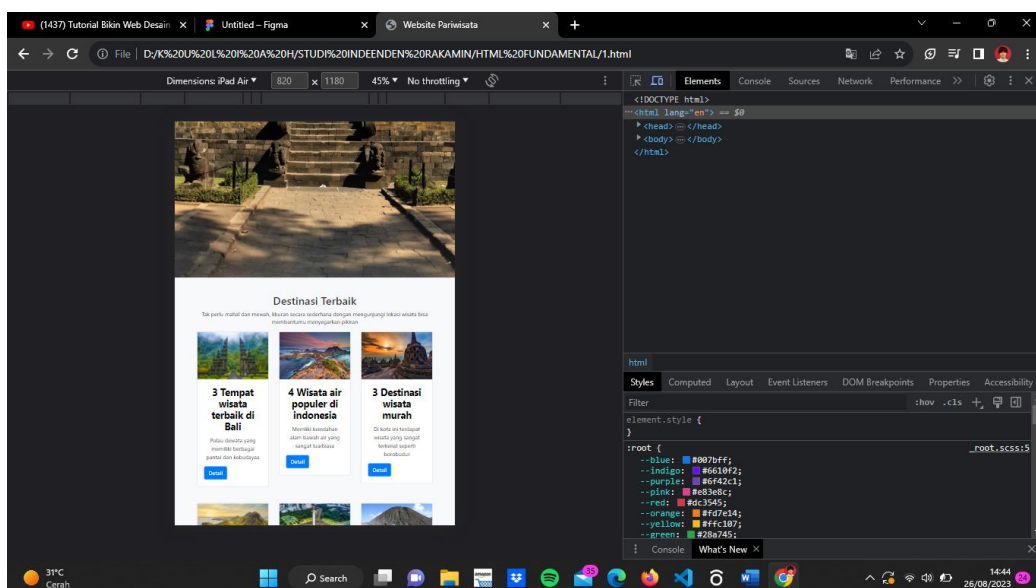 (1437) Tutorial Bikin Web Desain
Untitled – Figma
Website Pariwisata
File
D:/K%20U%20L%20I%20A%20H/STUDI%20INDEENDEN%20RAKAMIN/HTML%20FUNDAMENTAL/1.html
Dimensions: iPad Air
820
x
1180
45%
No throttling
Elements
Console
Sources
Network
Performance
<!DOCTYPE html>
<html lang="en"> == $0
<head> … </head>
<body> … </body>
</html>
Destinasi Terbaik
Tak perlu mahal dan mewah, liburan secara sederhana dengan mengunjungi lokasi wisata bisa
membantumu menyegarkan pikiran
3 Tempat
wisata
terbaik di
Bali
Pulau dewata yang
memiliki berbagai
pantai dan kebudayaa
Detail
4 Wisata air
populer di
indonesia
Memiliki keindahan
alam bawah air yang
sangat luarbiasa
Detail
3 Destinasi
wisata
murah
Di kota ini terdapat
wisata yang sangat
terkenal seperti
borobudur
Detail
html
Styles
Computed
Layout
Event Listeners
DOM Breakpoints
Properties
Accessibility
Filter
:hov
.cls
element.style {
}
:root {
_root.scss:5
--blue: #007bff;
--indigo: #6610f2;
--purple: #6f42c1;
--pink: #e83e8c;
--red: #dc3545;
--orange: #fd7e14;
--yellow: #ffc107;
--green: #28a745;
Console
What's New
31°C
Cerah
Search
35
14:44
26/08/2023
24